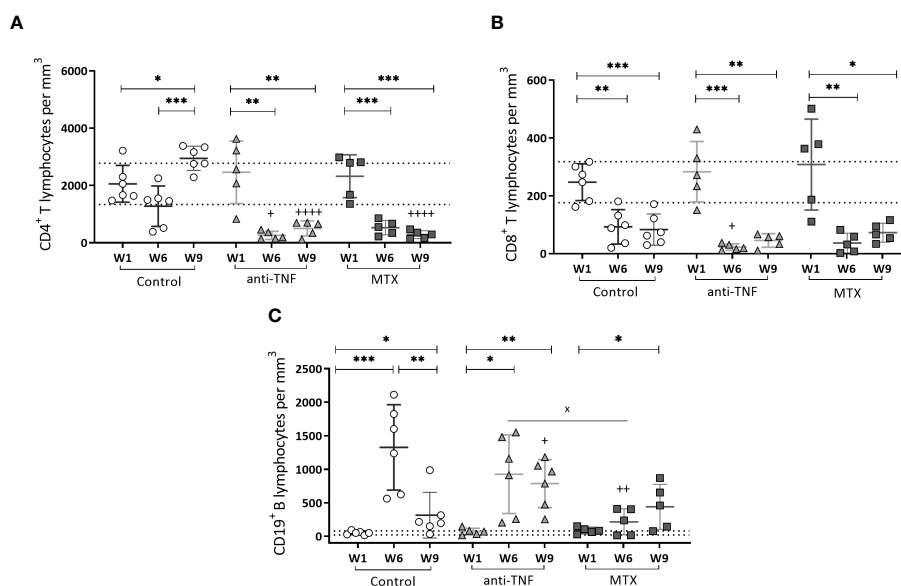 A
CD4+ T lymphocytes per mm3
6000
4000
2000
0
*
***
**
**
***
***
+
++++
++++
W1 W6 W9 W1 W6 W9 W1 W6 W9
Control anti-TNF MTX
B
CD8+ T lymphocytes per mm3
600
400
200
0
***
**
**
***
*
**
+
W1 W6 W9 W1 W6 W9 W1 W6 W9
Control anti-TNF MTX
C
CD19+ B lymphocytes per mm3
2500
2000
1500
1000
500
0
*
***
**
**
*
*
x
+
++
W1 W6 W9 W1 W6 W9 W1 W6 W9
Control anti-TNF MTX